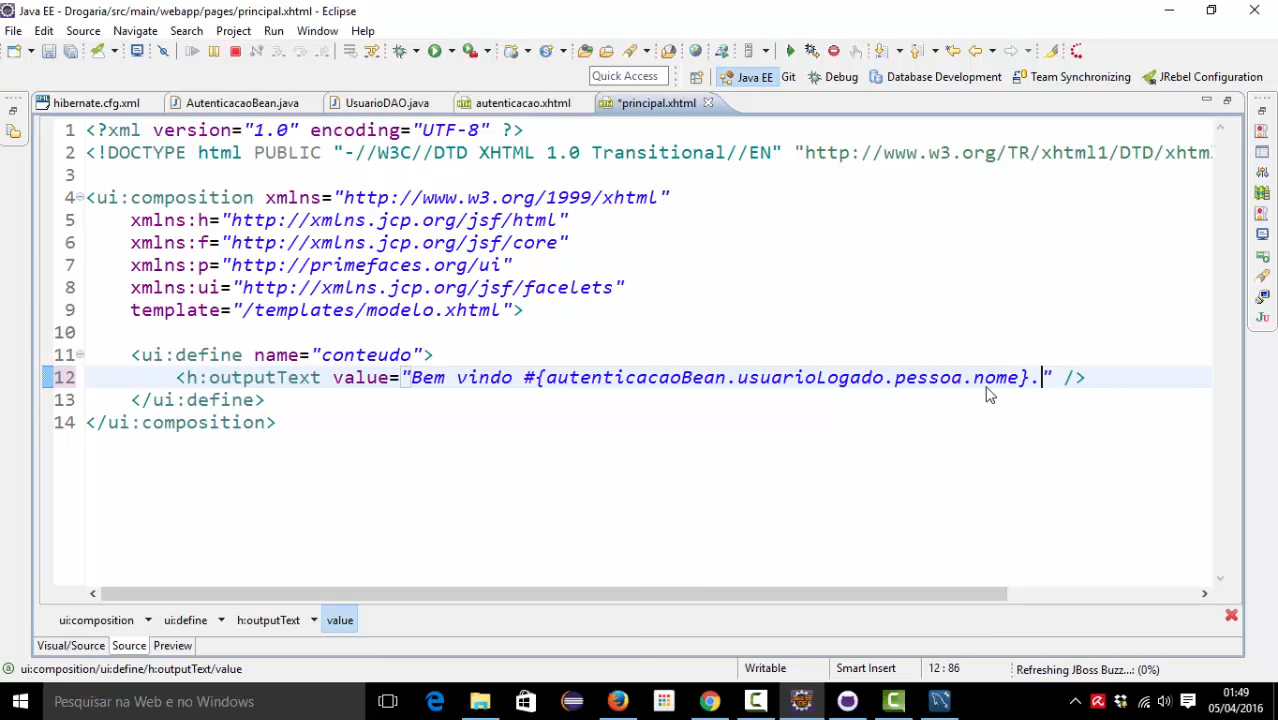 Java EE - Drogaria/src/main/webapp/pages/principal.xhtml - Eclipse
File Edit Source Navigate Search Project Run Window Help
Quick Access Java EE Git Debug Database Development Team Synchronizing JRebel Configuration
hibernate.cfg.xml AutenticacaoBean.java UsuarioDAO.java autenticacao.xhtml *principal.xhtml
1 <?xml version="1.0" encoding="UTF-8" ?>
2 <!DOCTYPE html PUBLIC "-//W3C//DTD XHTML 1.0 Transitional//EN" "http://www.w3.org/TR/xhtml1/DTD/xhtml
3
4 <ui:composition xmlns="http://www.w3.org/1999/xhtml"
5 xmlns:h="http://xmlns.jcp.org/jsf/html"
6 xmlns:f="http://xmlns.jcp.org/jsf/core"
7 xmlns:p="http://primefaces.org/ui"
8 xmlns:ui="http://xmlns.jcp.org/jsf/facelets"
9 template="/templates/modelo.xhtml">
10
11 <ui:define name="conteudo">
12 <h:outputText value="Bem vindo #{autenticacaoBean.usuarioLogado.pessoa.nome}." />
13 </ui:define>
14 </ui:composition>
ui:composition ui:define h:outputText value
Visual/Source Source Preview
ui:composition/ui:define/h:outputText/value Writable Smart Insert 12 : 86 Refreshing JBoss Buzz...: (0%)
Pesquisar na Web e no Windows
01:49
05/04/2016